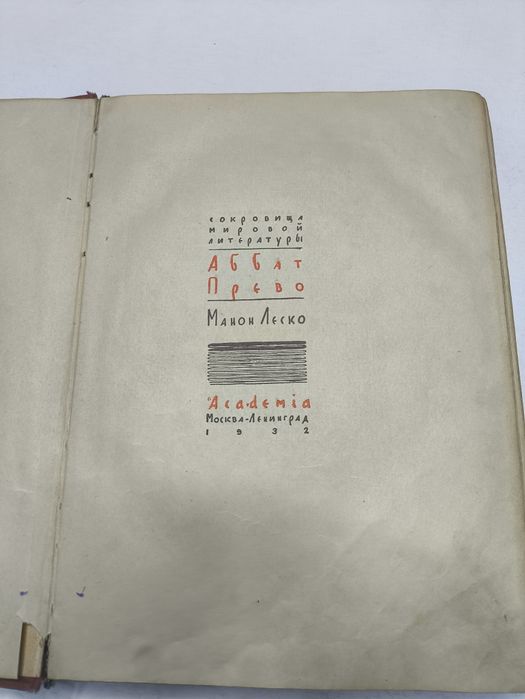 сокровища
мировой
литературы
Аббат
Прево
Манон Леско
"Academia
Москва-Ленинград
1932